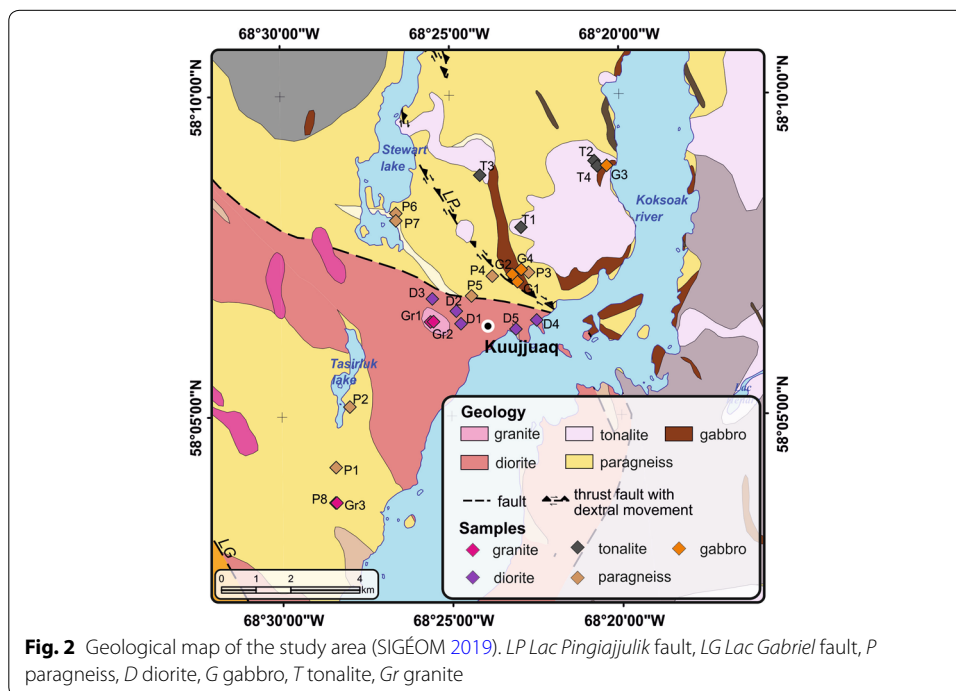 68°30'00"W 68°25'00"W 68°20'00"W
58°10'00"N
58°10'00"N
Stewart
lake
LP
T3
T2
T4
G3
Koksoak
river
P6
P7
T1
P4
G2
G4
P3
G1
P5
D3
D2
Gr1
Gr2
D1
D5
D4
Kuujjuaq
Tasirluk
lake
P2
P1
P8
Gr3
LG
Lac
58°05'00"N
58°05'00"N
Geology
granite tonalite gabbro
diorite paragneiss
fault thrust fault with
dextral movement
Samples
granite tonalite gabbro
diorite paragneiss
0 1 2 4
km
68°30'00"W 68°25'00"W 68°20'00"W
Fig. 2 Geological map of the study area (SIGÉOM 2019). LP Lac Pingiajjulik fault, LG Lac Gabriel fault, P
paragneiss, D diorite, G gabbro, T tonalite, Gr granite